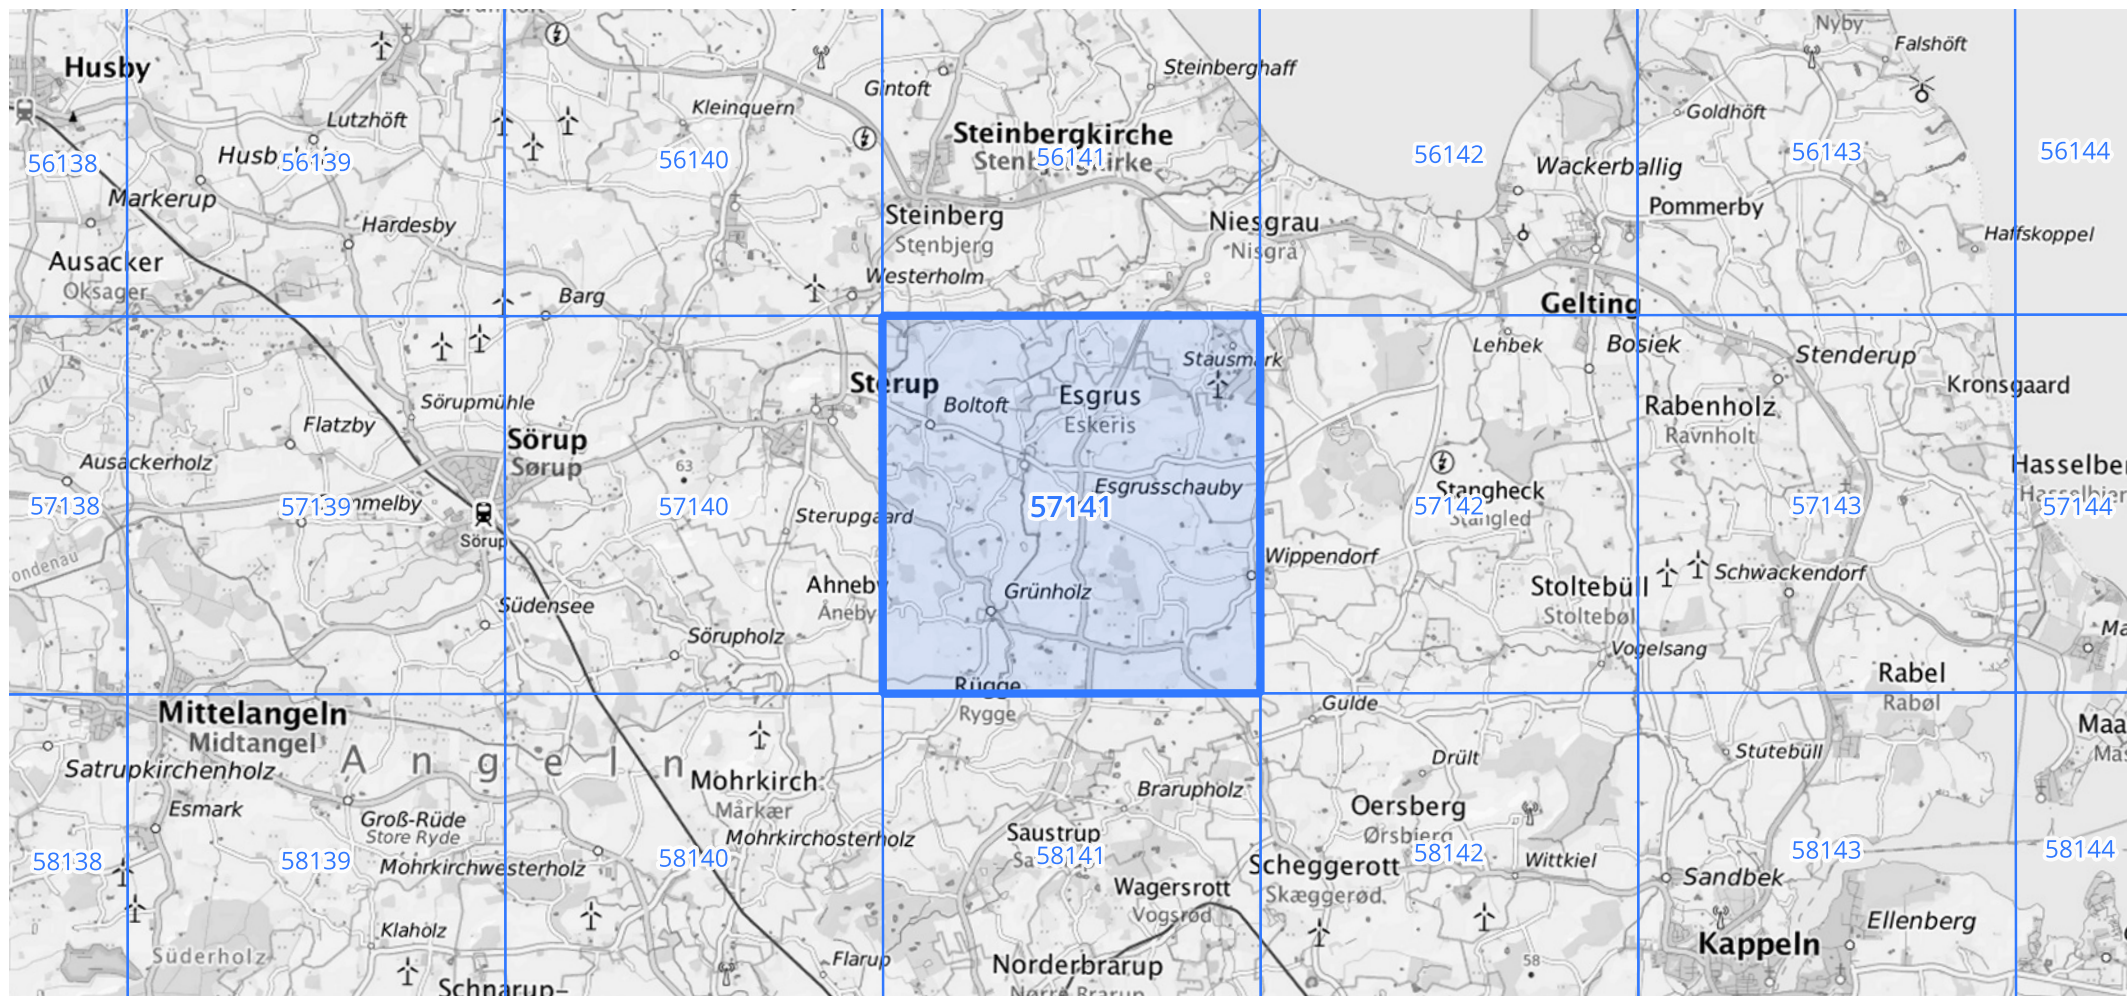 Nyby
Falshöft
Husby
Steinberghaff
Gintoft
Kleinquern
Goldhöft
Lutzhöft
Steinbergkirche
56138
56139
56140
56141
56142
56143
56144
Wackerballig
Markerup
Pommerby
Hardesby
Steinberg
Stenbjerg
Niesgrau
Nisgrå
Haffskoppel
Ausacker
Oksager
Westerholm
Barg
Gelting
Lehbek
Bosiek
Stenderup
Stausmark
Sterup
Esgrus
Eskeris
Kronsgaard
Sörupmühle
Boltoft
Rabenholz
Ravnholt
Flatzby
Sörup
Sørup
Ausackerholz
63
Esgrusschauby
Stangheck
Stangled
57138
57139
57140
57141
57142
57143
57144
Sterupgaard
Sörup
Wippendorf
Ahneby
Åneby
Grünholz
Stoltebüll
Stoltebøl
Schwackendorf
Südensee
Sörupholz
Vogelsang
Rabel
Rabøl
Rügge
Rygge
Gulde
Mittelangeln
Midtangel
Angeln
Stutebüll
Drült
Satrupkirchenholz
Mohrkirch
Mårkær
Brarupholz
Esmark
Groß-Rüde
Store Ryde
Oersberg
Ørsbjerg
Mohrkirchosterholz
Saustrup
58138
58139
58140
58141
58142
58143
58144
Mohrkirchwesterholz
Scheggerott
Skæggerød
Wittkiel
Sandbek
Wagersrott
Vogsrød
Ellenberg
Klaholz
Süderholz
Kappeln
Flarup
Norderbrarup
58
Schnarup-